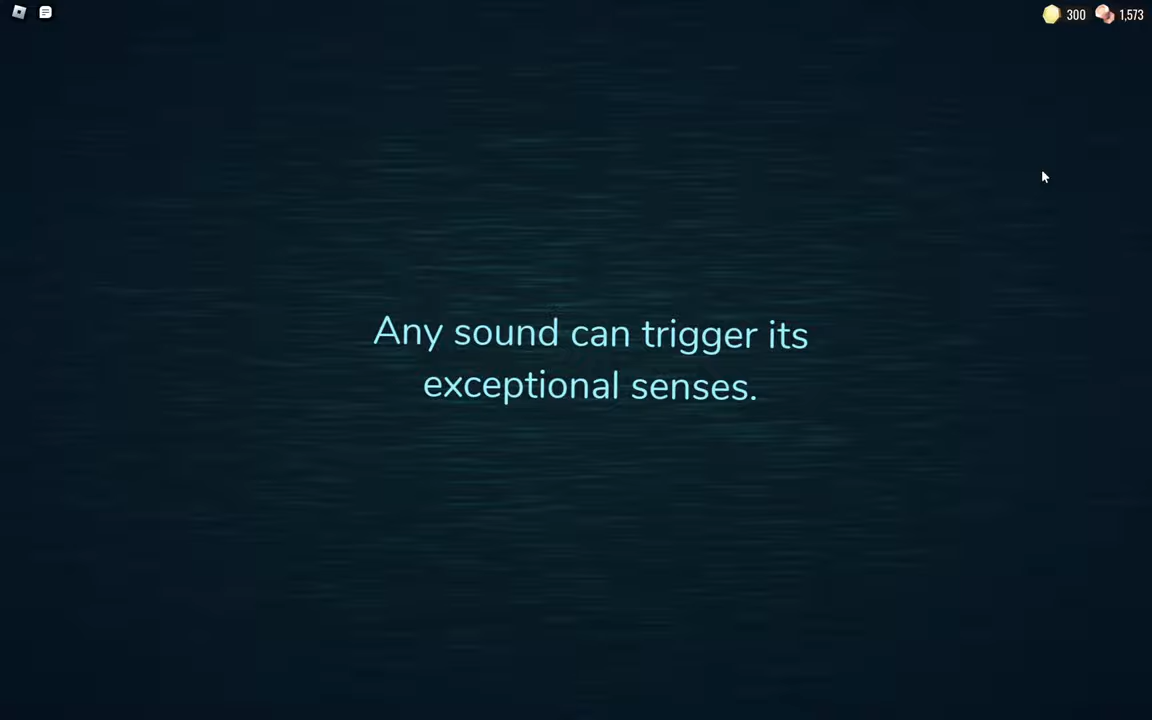 300 1,573
Any sound can trigger its
exceptional senses.